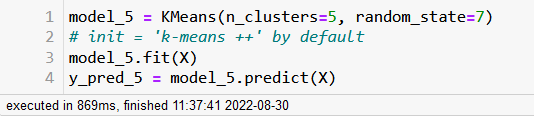 1 model_5 = KMeans(n_clusters=5, random_state=7)
2 # init = 'k-means ++' by default
3 model_5.fit(X)
4 y_pred_5 = model_5.predict(X)
executed in 869ms, finished 11:37:41 2022-08-30